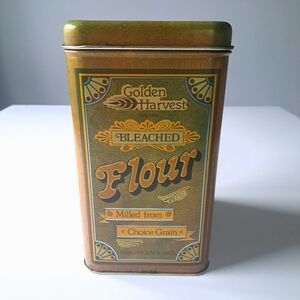 Golden
Harvest
BLEACHED
Flour
Milled from
Choice Grain